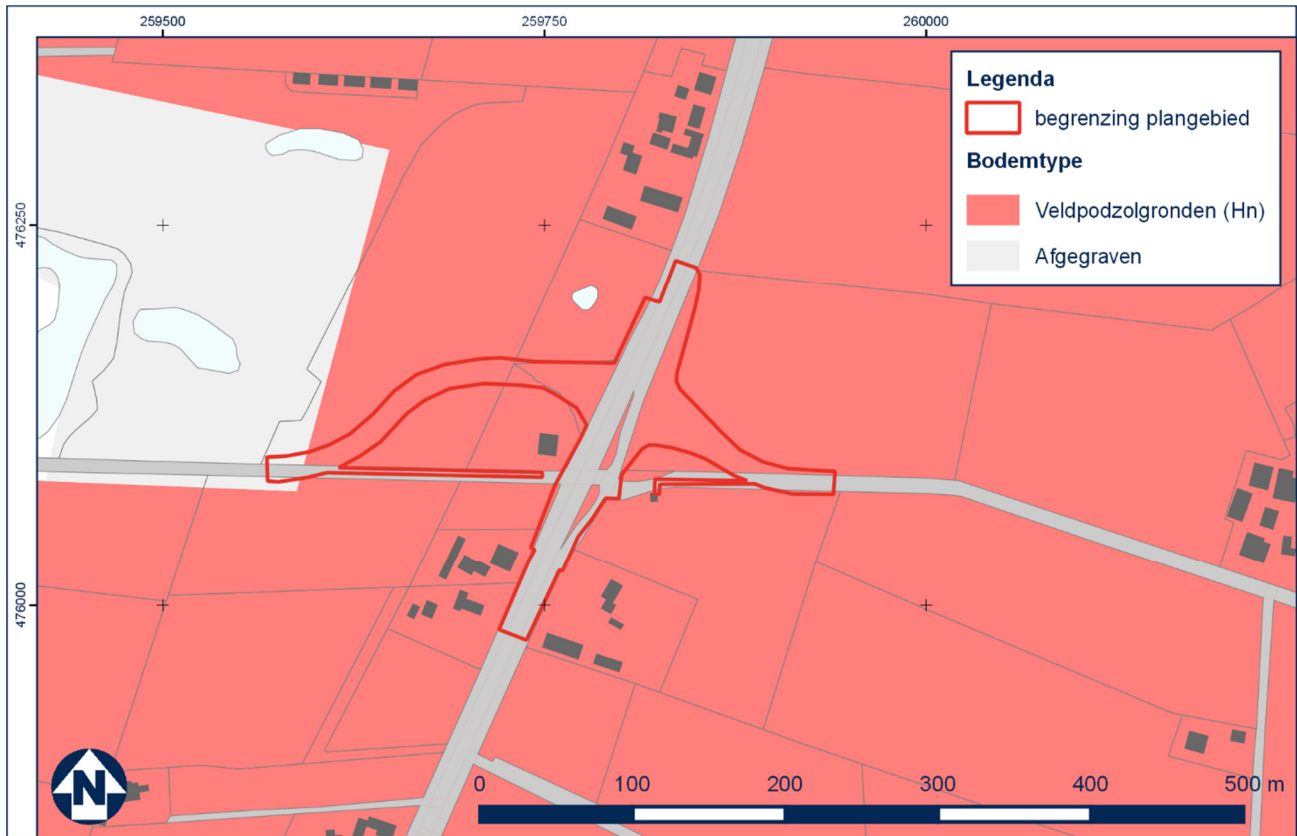 259500
259750
260000
476250
476000
Legenda
begrenzing plangebied
Bodemtype
Veldpodzolgronden (Hn)
Afgegraven
N
0 100 200 300 400 500 m